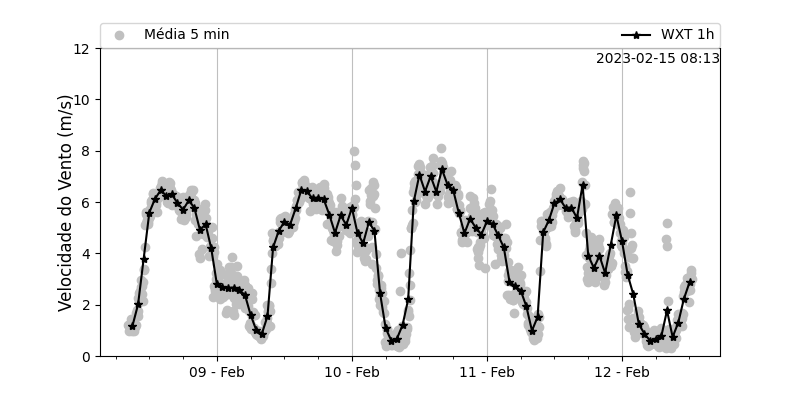 Média 5 min
WXT 1h
2023-02-15 08:13
Velocidade do Vento (m/s)
12
10
8
6
4
2
0
09 - Feb
10 - Feb
11 - Feb
12 - Feb